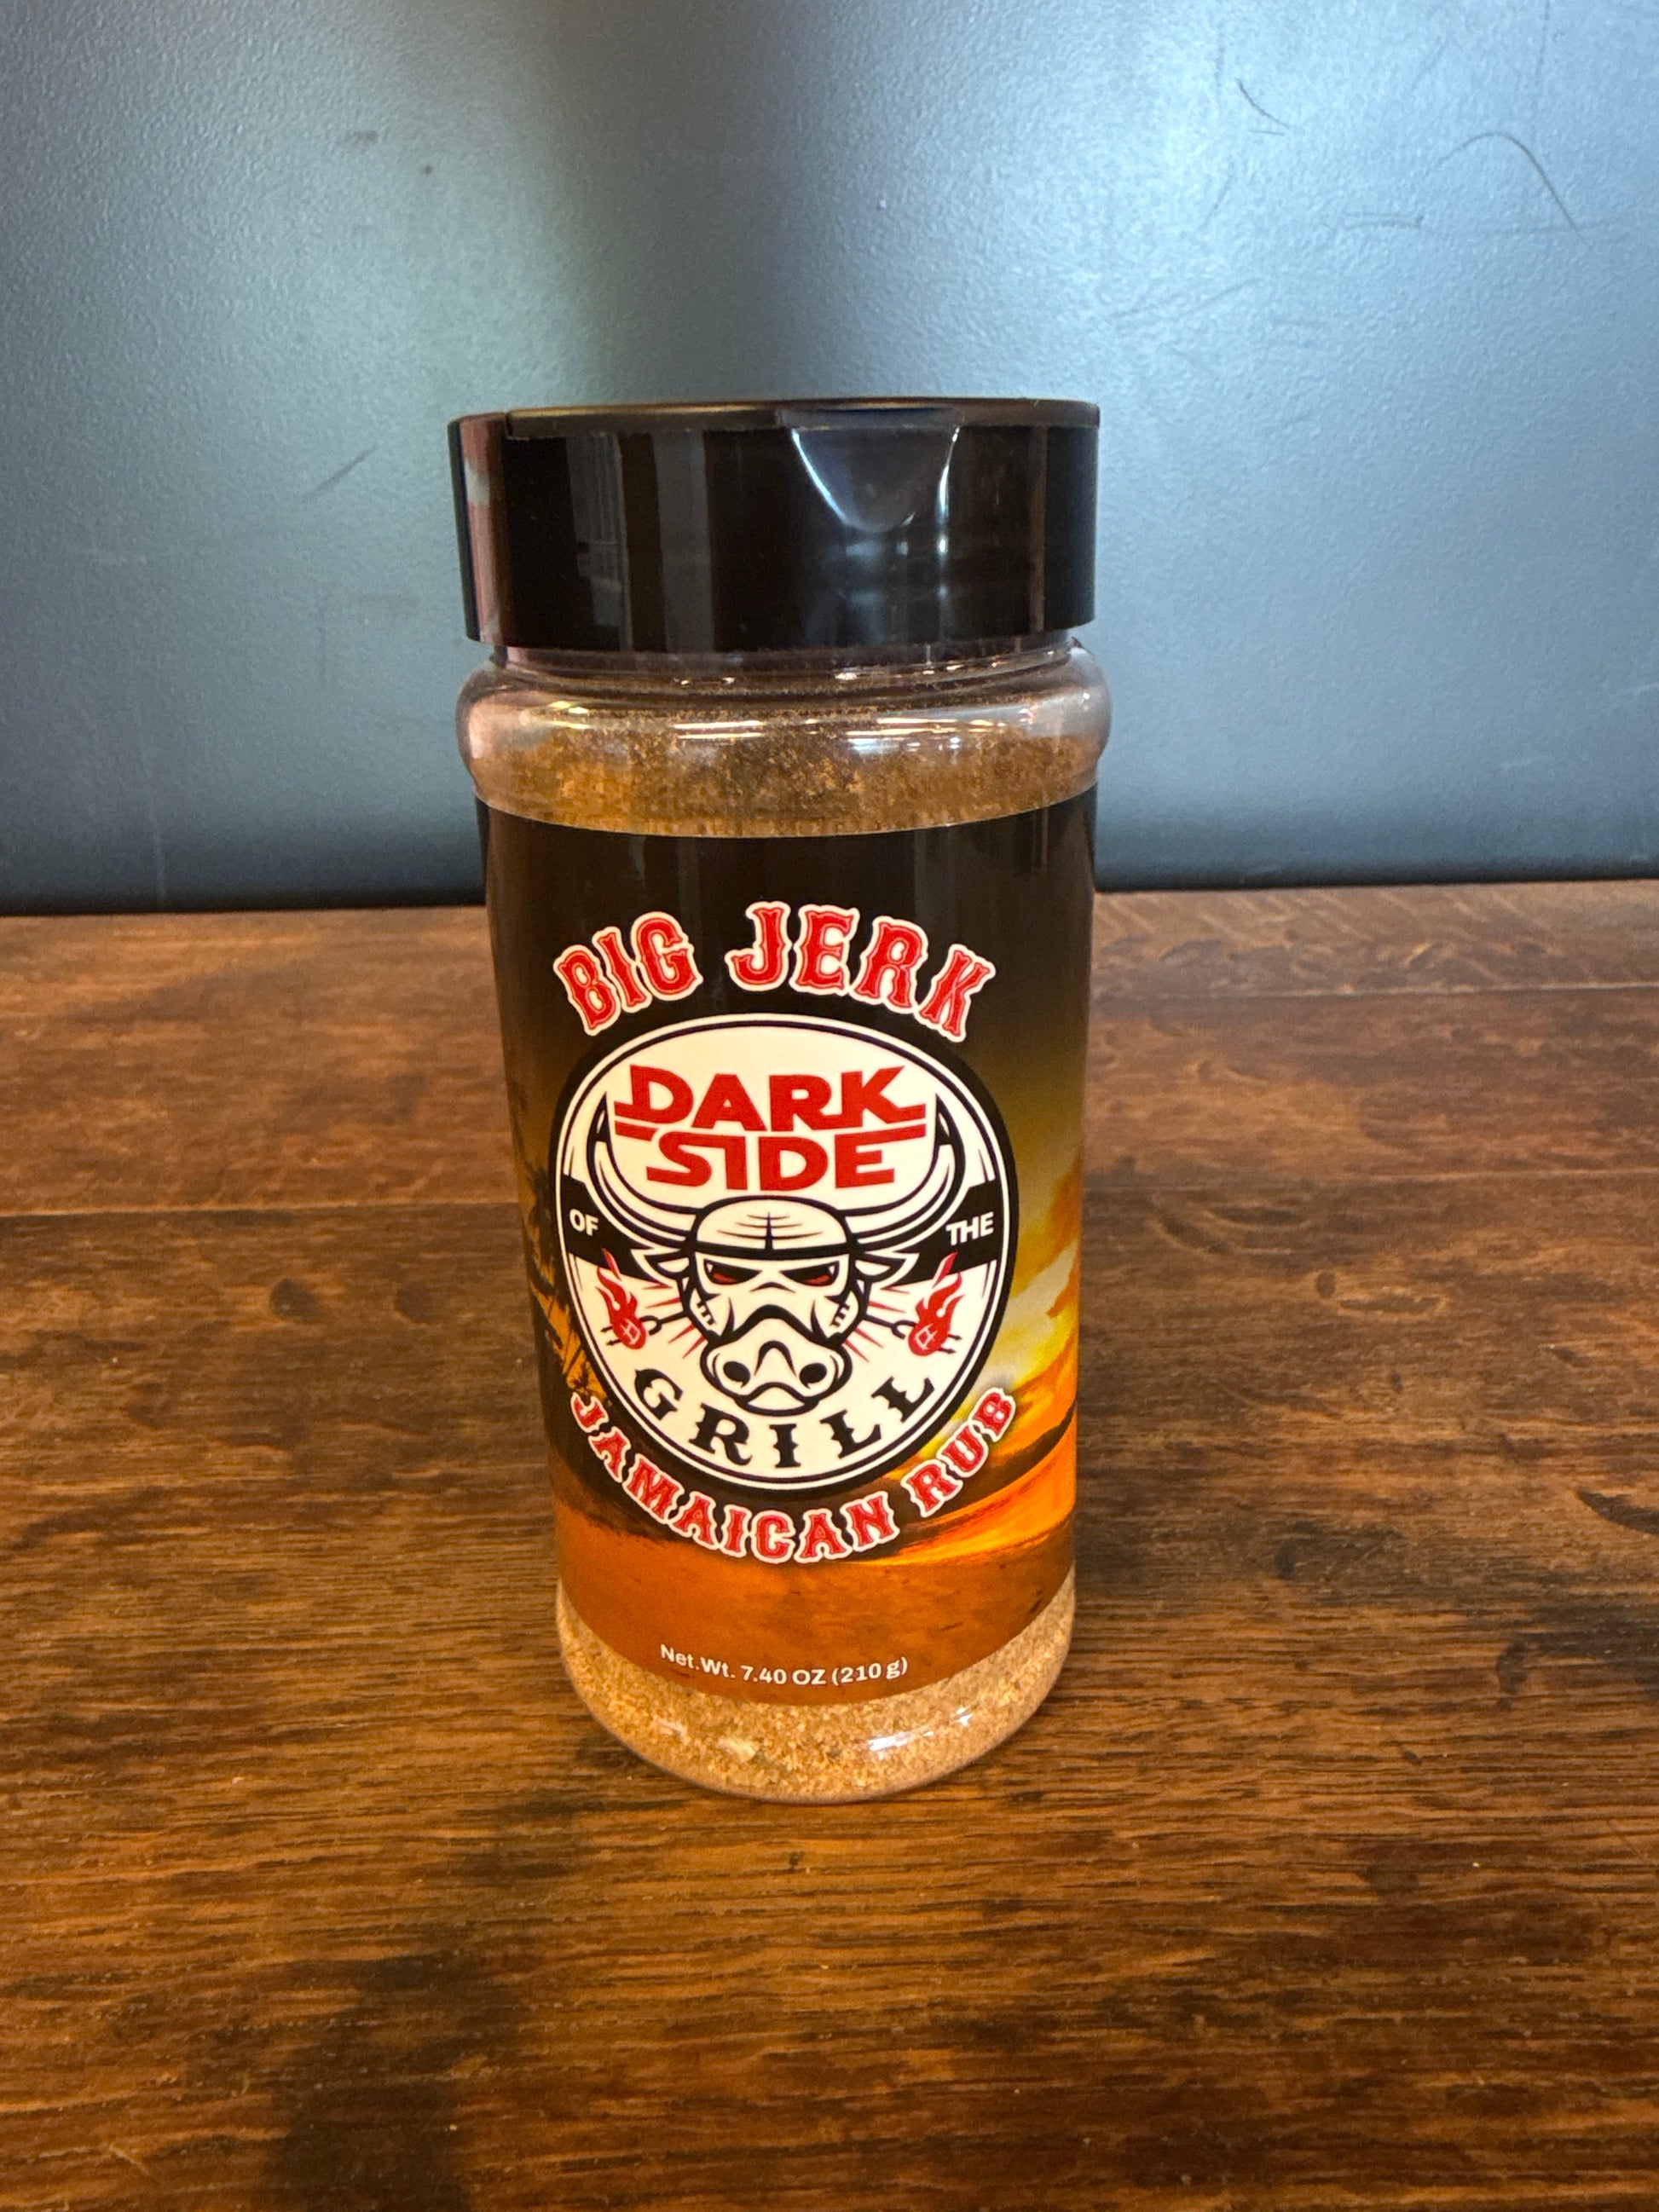 BIG JERK
DARK
SIDE
OF THE
GRILL
JAMAICAN RUB
Net.Wt. 7.40 OZ (210 g)